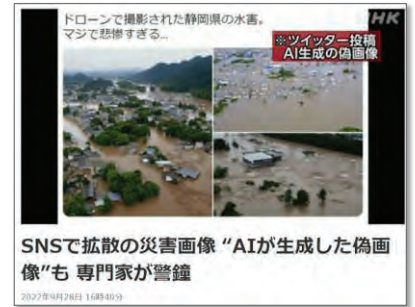 ドローンで撮影された静岡県の水害。
マジで悲惨すぎる...
NHK
※ツイッター投稿
AI生成の偽画像
SNSで拡散の災害画像 “AIが生成した偽画
像”も 専門家が警鐘
2022年9月28日 16時40分